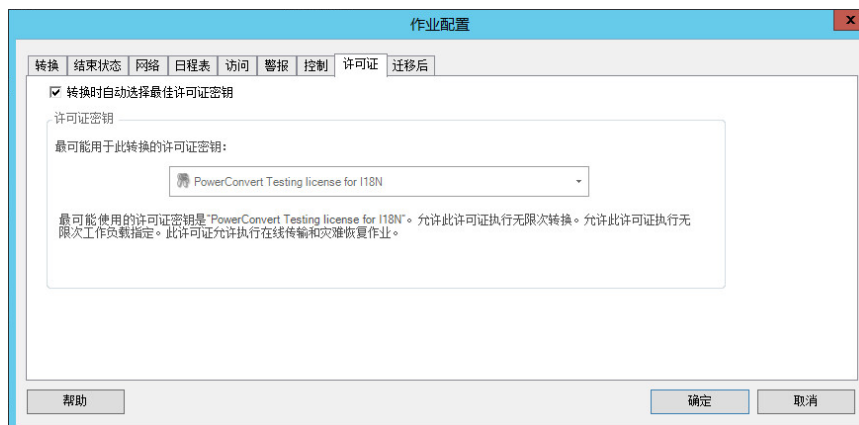 作业配置
x
转换 结束状态 网络 日程表 访问 警报 控制 许可证 迁移后
转换时自动选择最佳许可证密钥
许可证密钥
最可能用于此转换的许可证密钥:
PowerConvert Testing license for I18N
最可能使用的许可证密钥是"PowerConvert Testing license for I18N"。允许此许可证执行无限次转换。允许此许可证执行无
限次工作负载指定。此许可证允许执行在线传输和灾难恢复作业。
帮助 确定 取消